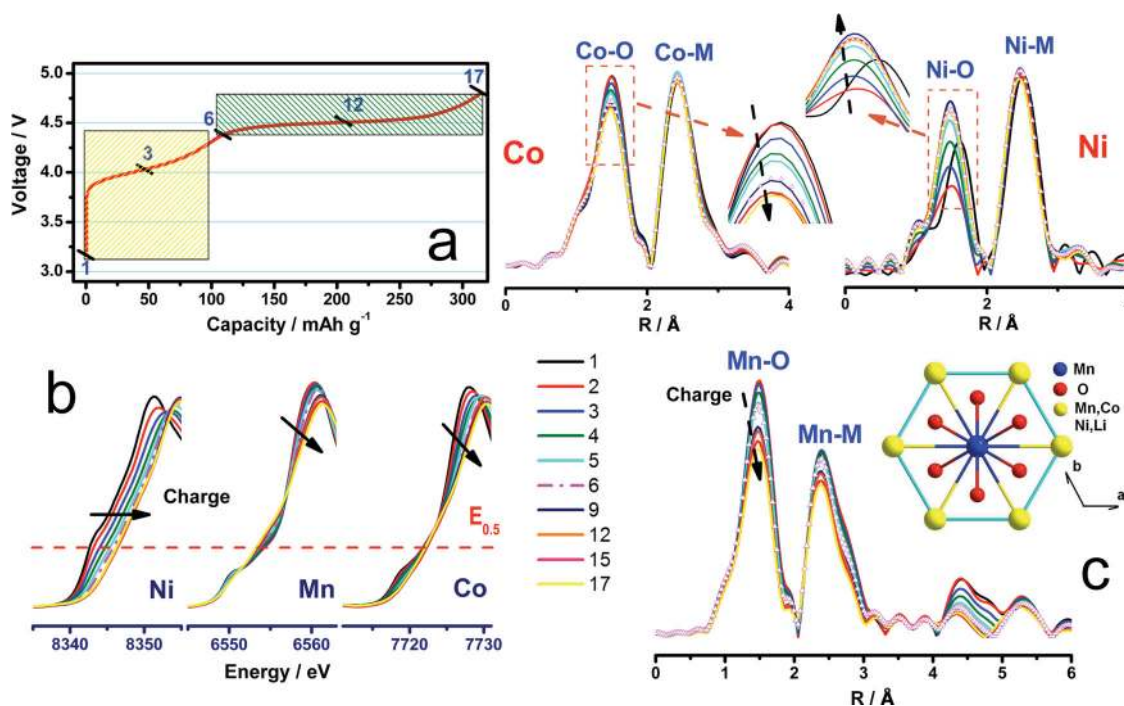 5.0
4.5
4.0
3.5
3.0
Voltage / V
1
3
6
12
17
a
0
50
100
150
200
250
300
Capacity / mAh g⁻¹
Co-O
Co-M
Co
0
2
4
R / Å
Ni-O
Ni-M
Ni
0
2
R / Å
b
Charge
E₀.₅
Ni
Mn
Co
8340
8350
6550
6560
7720
7730
Energy / eV
1
2
3
4
5
6
9
12
15
17
Mn-O
Charge
Mn-M
Mn
O
Mn,Co
Ni,Li
b
a
c
0
1
2
3
4
5
6
R / Å